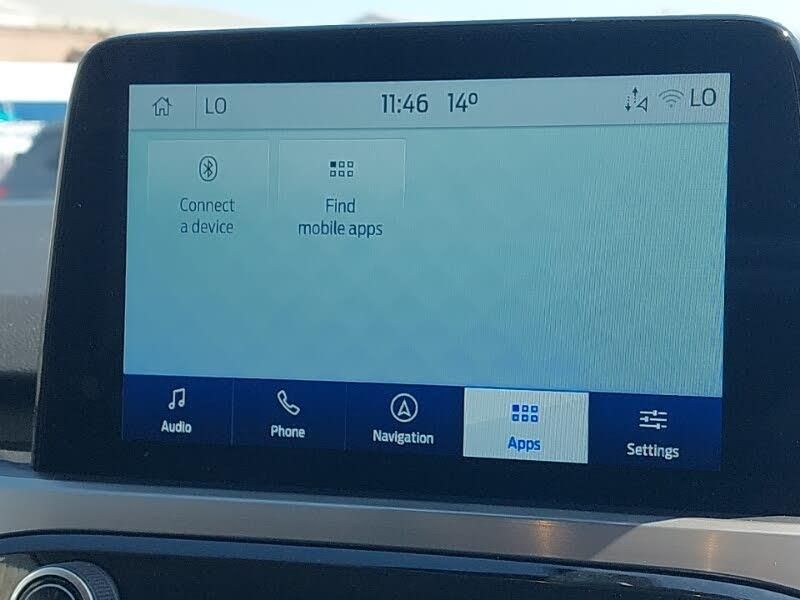 LO 11:46 14º LO
Connect
a device
Find
mobile apps
Audio
Phone
Navigation
Apps
Settings